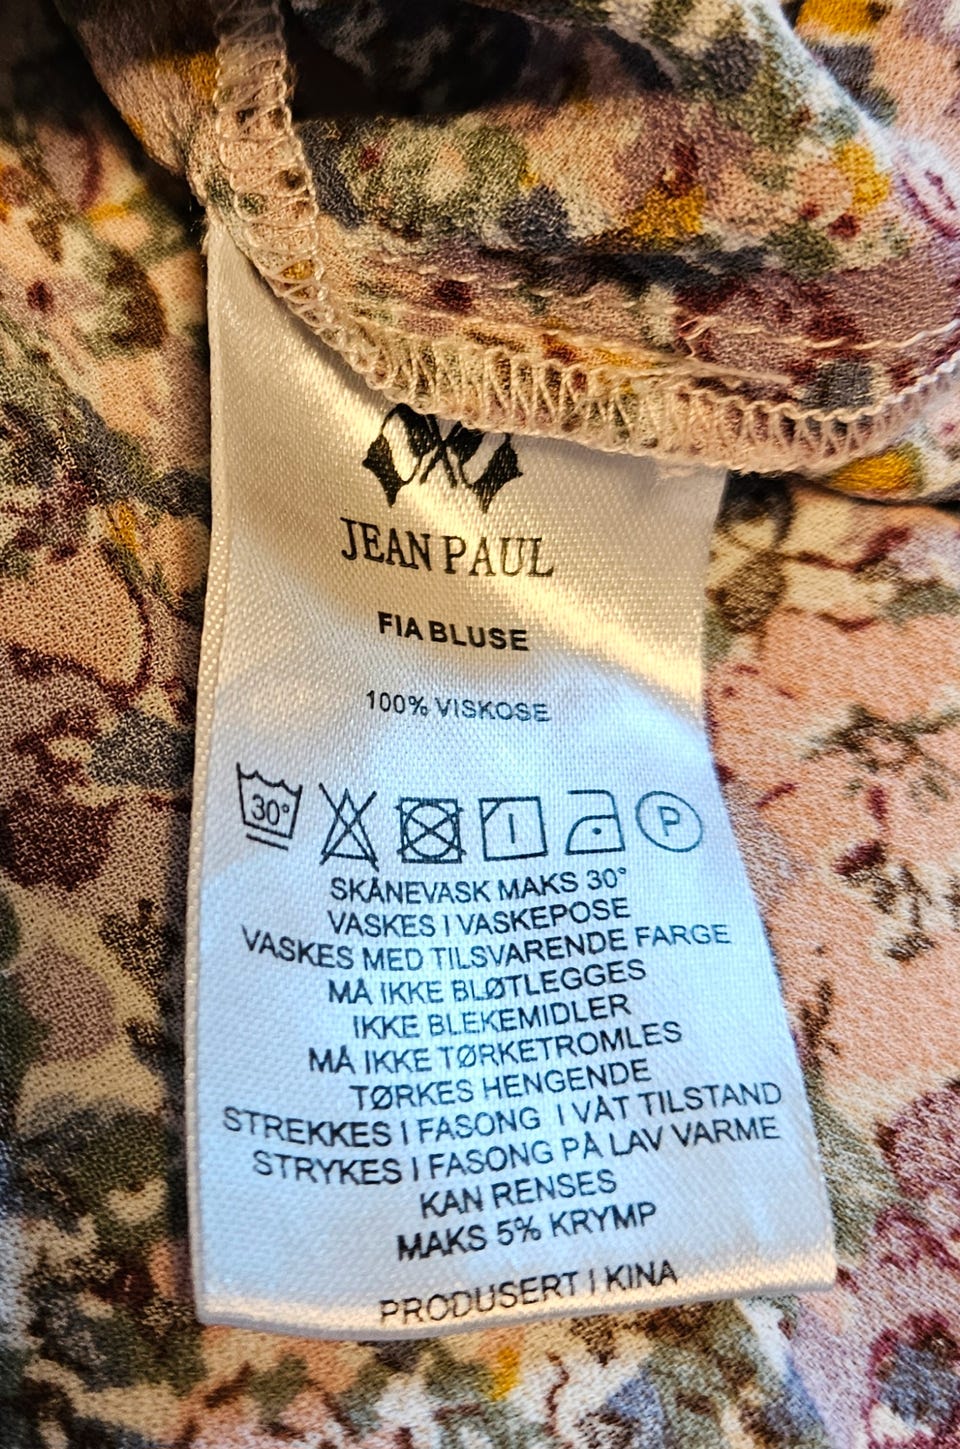 JEAN PAUL
FIA BLUSE
100% VISKOSE
30° P
SKÅNEVASK MAKS 30°
VASKES I VASKEPOSE
VASKES MED TILSVARENDE FARGE
MÅ IKKE BLØTLEGGES
IKKE BLEKEMIDLER
MÅ IKKE TØRKETROMLES
TØRKES HENGENDE
STREKKES I FASONG I VÅT TILSTAND
STRYKES I FASONG PÅ LAV VARME
KAN RENSES
MAKS 5% KRYMP
PRODUSERT I KINA